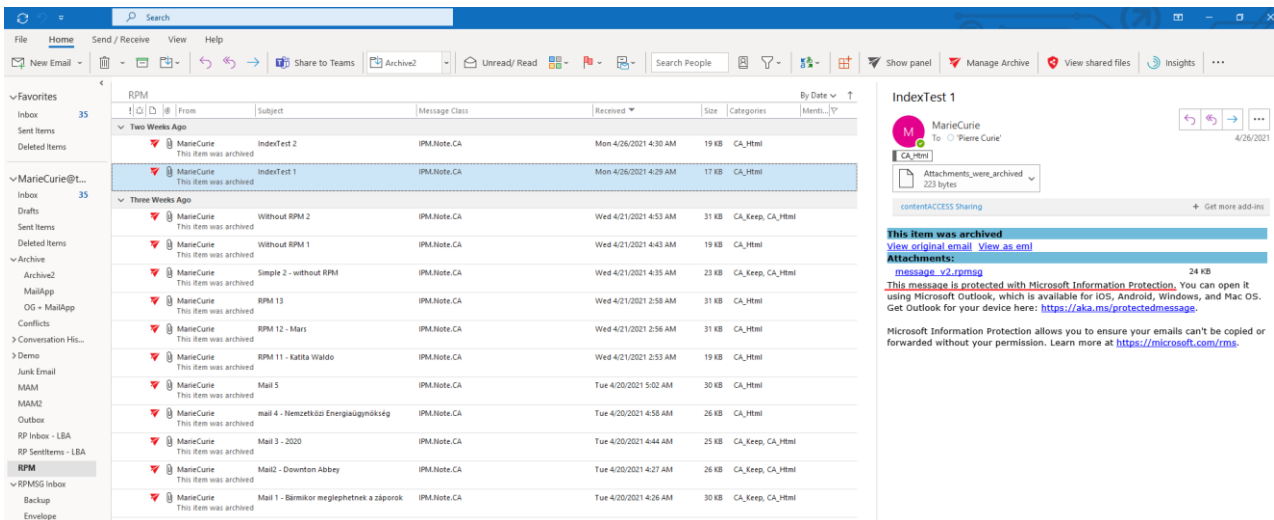 Search
File Home Send / Receive View Help
New Email Share to Teams Archive2 Unread/ Read Search People Show panel Manage Archive View shared files Insights
Favorites
Inbox 35
Sent Items
Deleted Items
MarieCurie@t...
Inbox 35
Drafts
Sent Items
Deleted Items
Archive
Archive2
MailApp
OG + MailApp
Conflicts
Conversation His...
Demo
Junk Email
MAM
MAM2
Outbox
RP Inbox - LBA
RP SentItems - LBA
RPM
RPMSG Inbox
Backup
Envelope
RPM By Date
From Subject Message Class Received Size Categories Menti...
Two Weeks Ago
MarieCurie IndexTest 2 IPM.Note.CA Mon 4/26/2021 4:30 AM 19 KB CA_Html
This item was archived
MarieCurie IndexTest 1 IPM.Note.CA Mon 4/26/2021 4:29 AM 17 KB CA_Html
This item was archived
Three Weeks Ago
MarieCurie Without RPM 2 IPM.Note.CA Wed 4/21/2021 4:53 AM 31 KB CA_Keep, CA_Html
This item was archived
MarieCurie Without RPM 1 IPM.Note.CA Wed 4/21/2021 4:43 AM 19 KB CA_Html
This item was archived
MarieCurie Simple 2 - without RPM IPM.Note.CA Wed 4/21/2021 4:35 AM 23 KB CA_Keep, CA_Html
This item was archived
MarieCurie RPM 13 IPM.Note.CA Wed 4/21/2021 2:58 AM 31 KB CA_Html
This item was archived
MarieCurie RPM 12 - Mars IPM.Note.CA Wed 4/21/2021 2:56 AM 31 KB CA_Html
This item was archived
MarieCurie RPM 11 - Katita Waldo IPM.Note.CA Wed 4/21/2021 2:53 AM 19 KB CA_Html
This item was archived
MarieCurie Mail 5 IPM.Note.CA Tue 4/20/2021 5:02 AM 30 KB CA_Html
This item was archived
MarieCurie mail 4 - Nemzetközi Energiaügynökség IPM.Note.CA Tue 4/20/2021 4:58 AM 26 KB CA_Html
This item was archived
MarieCurie Mail 3 - 2020 IPM.Note.CA Tue 4/20/2021 4:44 AM 25 KB CA_Keep, CA_Html
This item was archived
MarieCurie Mail2 - Downton Abbey IPM.Note.CA Tue 4/20/2021 4:27 AM 26 KB CA_Keep, CA_Html
This item was archived
MarieCurie Mail 1 - Bármikor meglephetnek a záporok IPM.Note.CA Tue 4/20/2021 4:26 AM 30 KB CA_Keep, CA_Html
This item was archived
IndexTest 1
M
MarieCurie
To 'Pierre Curie' 4/26/2021
CA_Html
Attachments_were_archived
223 bytes
contentACCESS Sharing + Get more add-ins
This item was archived
View original email View as eml
Attachments:
message_v2.rpmsg 24 KB
This message is protected with Microsoft Information Protection. You can open it
using Microsoft Outlook, which is available for iOS, Android, Windows, and Mac OS.
Get Outlook for your device here: https://aka.ms/protectedmessage.
Microsoft Information Protection allows you to ensure your emails can't be copied or
forwarded without your permission. Learn more at https://microsoft.com/rms.